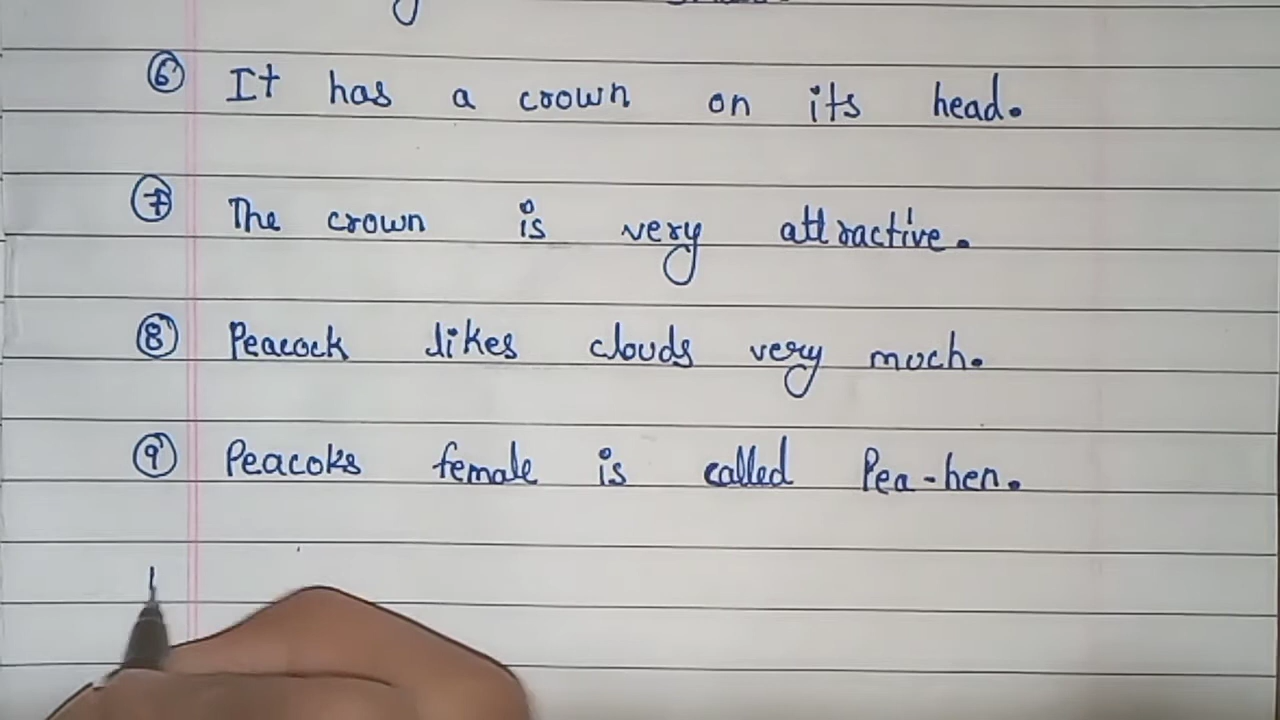 6 It has a crown on its head.
7 The crown is very attractive.
8 Peacock likes clouds very much.
9 Peacoks female is called Pea-hen.